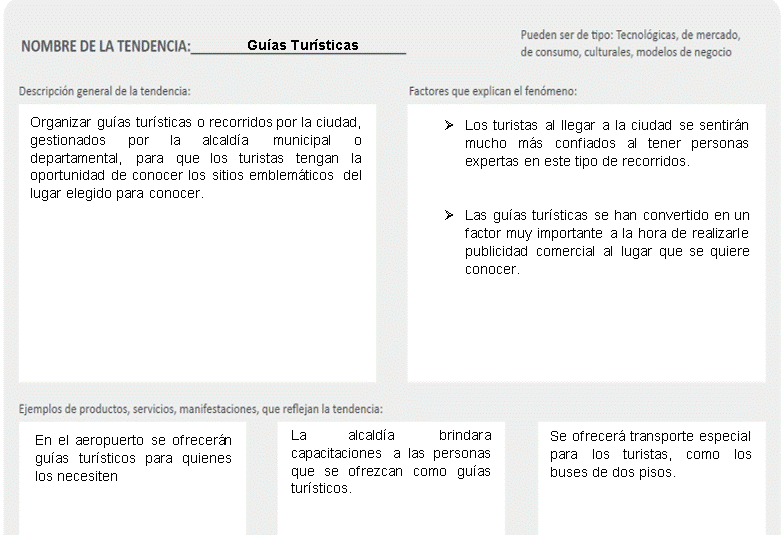 NOMBRE DE LA TENDENCIA: Guías Turísticas
Pueden ser de tipo: Tecnológicas, de mercado,
de consumo, culturales, modelos de negocio
Descripción general de la tendencia:
Organizar guías turísticas o recorridos por la ciudad,
gestionados por la alcaldía municipal o
departamental, para que los turistas tengan la
oportunidad de conocer los sitios emblemáticos del
lugar elegido para conocer.
Factores que explican el fenómeno:
➢ Los turistas al llegar a la ciudad se sentirán
mucho más confiados al tener personas
expertas en este tipo de recorridos.
➢ Las guías turísticas se han convertido en un
factor muy importante a la hora de realizarle
publicidad comercial al lugar que se quiere
conocer.
Ejemplos de productos, servicios, manifestaciones, que reflejan la tendencia:
En el aeropuerto se ofrecerán
guías turísticos para quienes
los necesiten
La alcaldía brindara
capacitaciones a las personas
que se ofrezcan como guías
turísticos.
Se ofrecerá transporte especial
para los turistas, como los
buses de dos pisos.